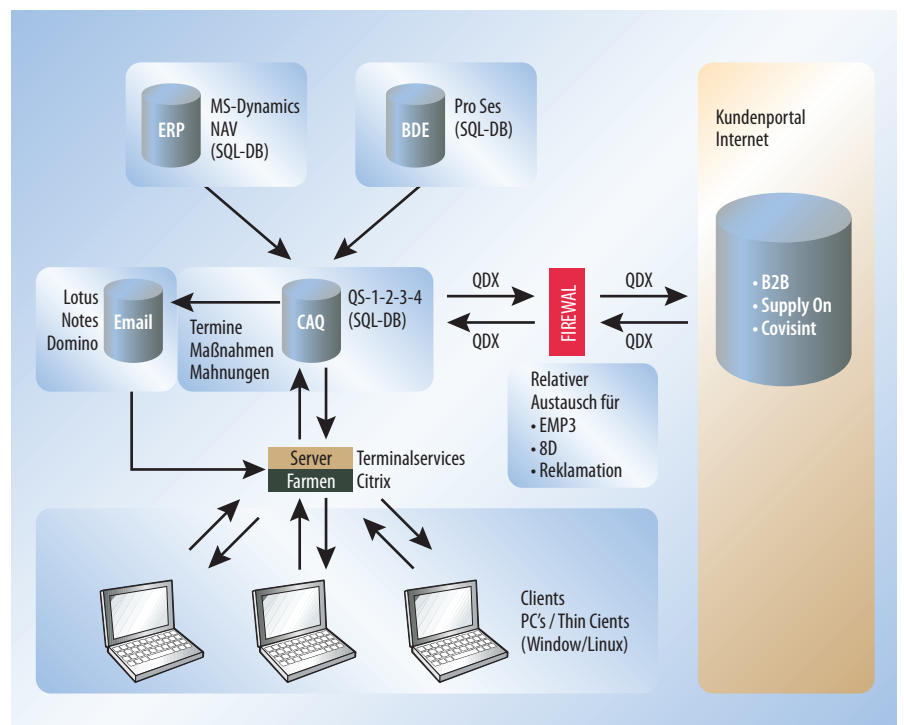 ERP
MS-Dynamics
NAV
(SQL-DB)
BDE
Pro Ses
(SQL-DB)
Kundenportal
Internet
Lotus
Notes
Domino
Email
Termine
Maßnahmen
Mahnungen
CAQ
QS-1-2-3-4
(SQL-DB)
QDX
QDX
FIREWAL
QDX
QDX
• B2B
• Supply On
• Covisint
Relativer
Austausch für
• EMP3
• 8D
• Reklamation
Server
Farmen
Terminalservices
Citrix
Clients
PC's / Thin Cients
(Window/Linux)